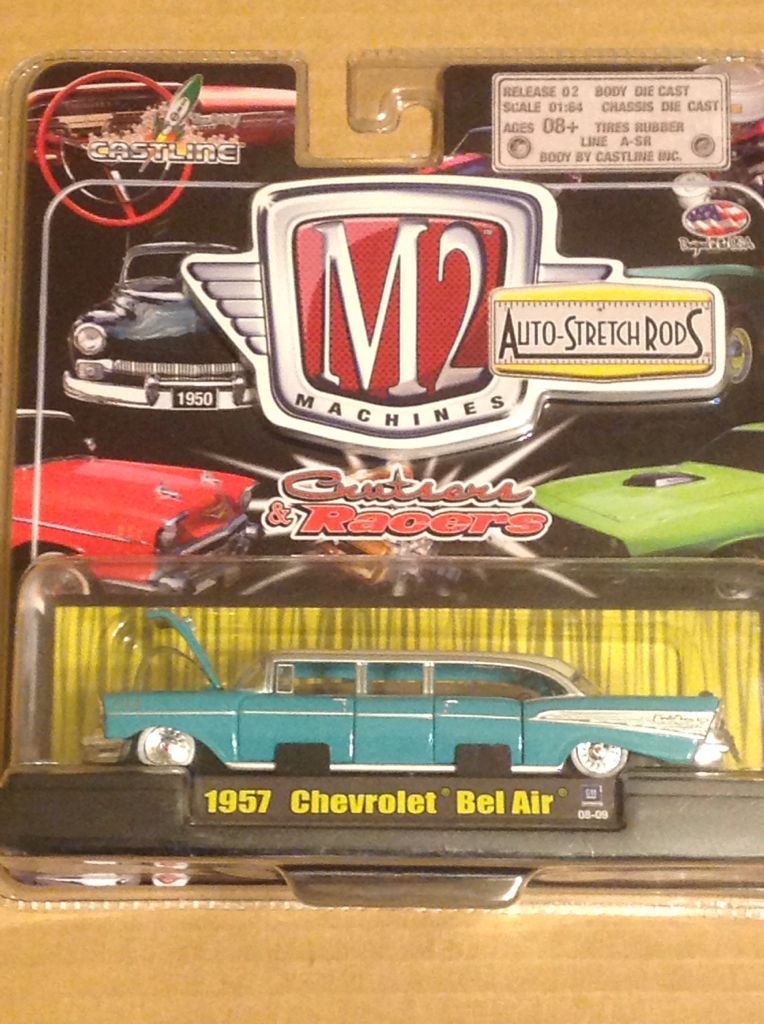 RELEASE 02 BODY DIE CAST
SCALE 01:64 CHASSIS DIE CAST
AGES 08+ TIRES RUBBER
LINE A-SR
BODY BY CASTLINE INC.
CASTLINE
M2
MACHINES
AUTO-STRETCH RODS
1950
Cruisers
& Racers
1957 Chevrolet® Bel Air®
GM
08-09